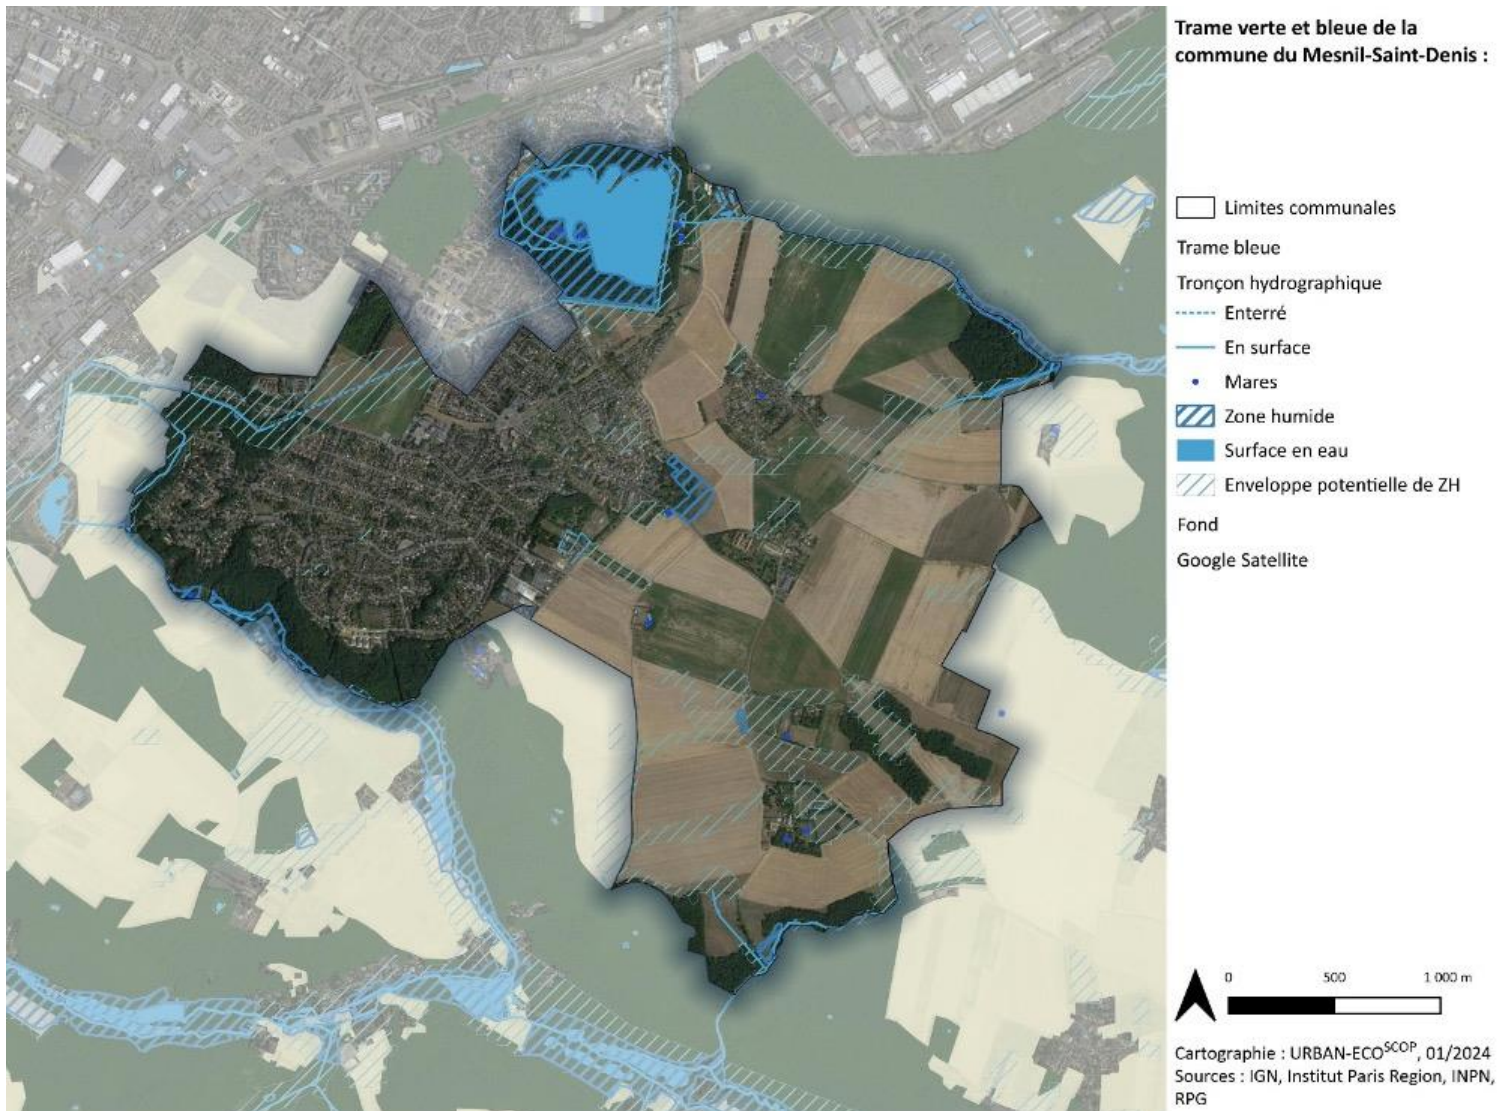 Trame verte et bleue de la
commune du Mesnil-Saint-Denis :
Limites communales
Trame bleue
Tronçon hydrographique
Enterré
En surface
Mares
Zone humide
Surface en eau
Enveloppe potentielle de ZH
Fond
Google Satellite
0 500 1 000 m
Cartographie : URBAN-ECOSCOP, 01/2024
Sources : IGN, Institut Paris Region, INPN,
RPG